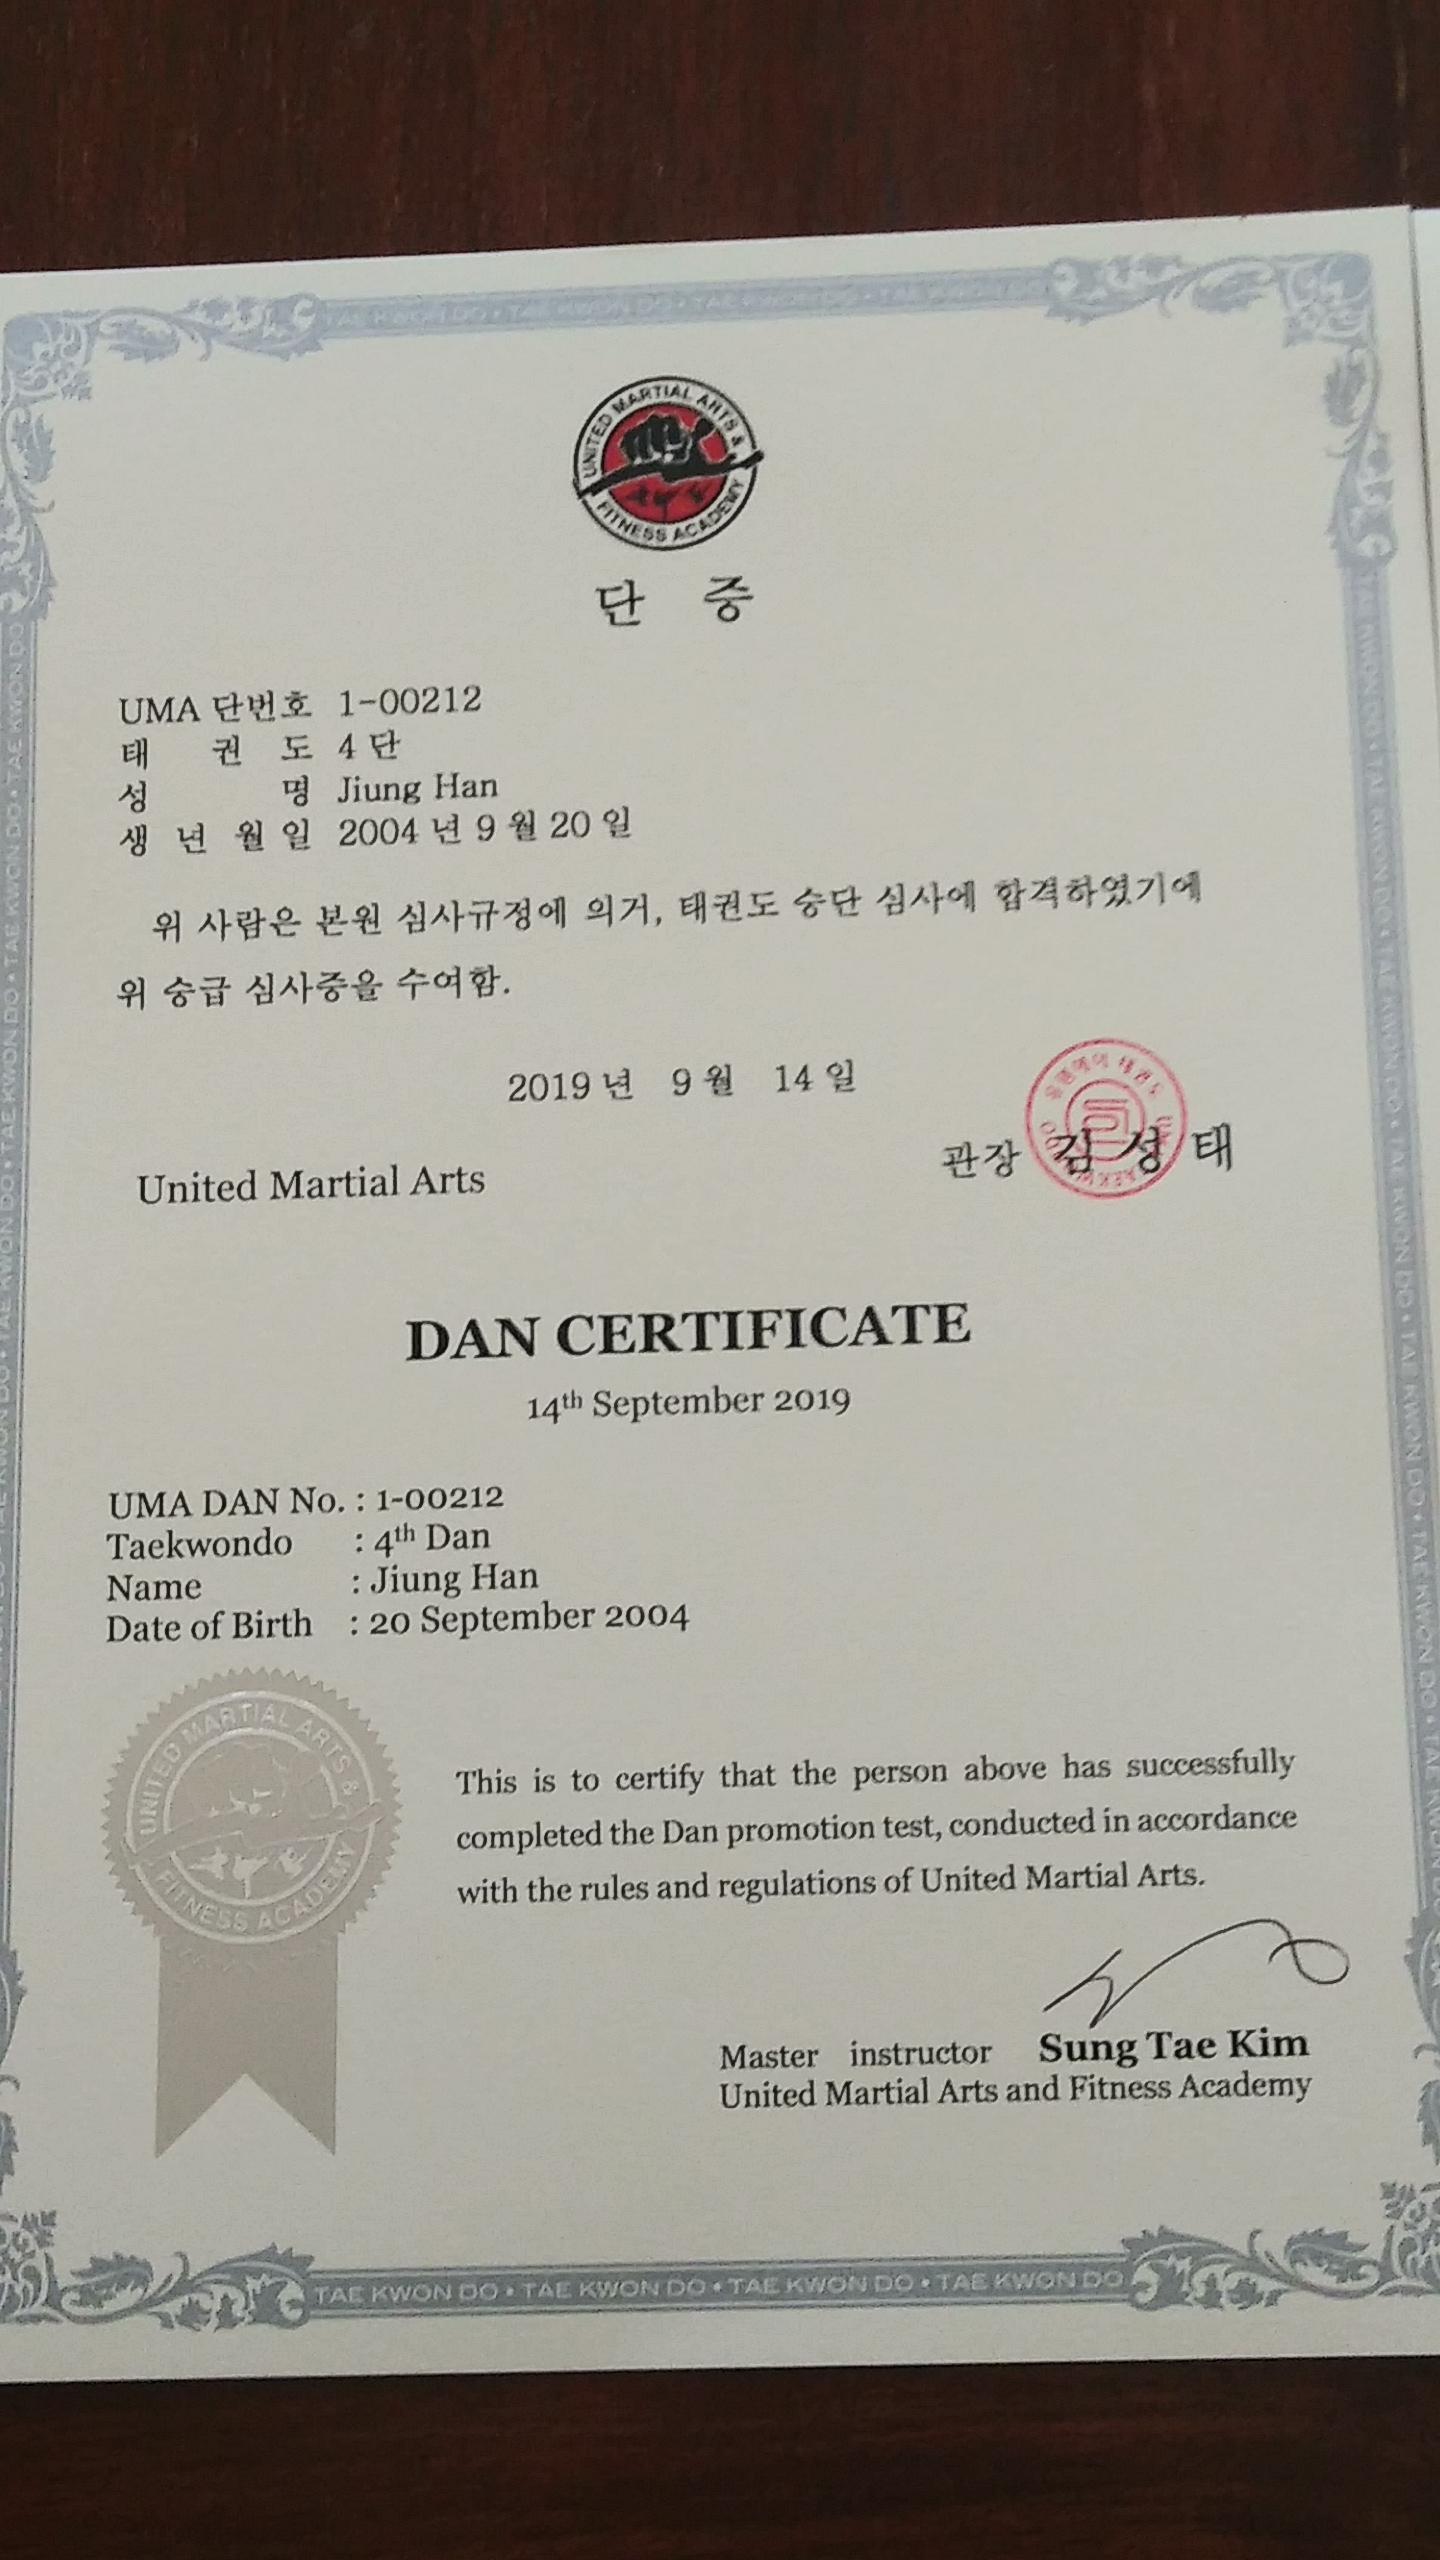 UNITED MARTIAL ARTS &
FITNESS ACADEMY
단 증
UMA 단번호 1-00212
태 권 도 4 단
성 명 Jiung Han
생 년 월 일 2004 년 9 월 20 일
위 사람은 본원 심사규정에 의거, 태권도 승단 심사에 합격하였기에
위 승급 심사증을 수여함.
2019 년 9 월 14 일
관장 김 성 태
United Martial Arts
DAN CERTIFICATE
14th September 2019
UMA DAN No. : 1-00212
Taekwondo : 4th Dan
Name : Jiung Han
Date of Birth : 20 September 2004
UNITED MARTIAL ARTS &
FITNESS ACADEMY
This is to certify that the person above has successfully
completed the Dan promotion test, conducted in accordance
with the rules and regulations of United Martial Arts.
Master instructor Sung Tae Kim
United Martial Arts and Fitness Academy
TAE KWON DO • TAE KWON DO • TAE KWON DO • TAE KWON DO